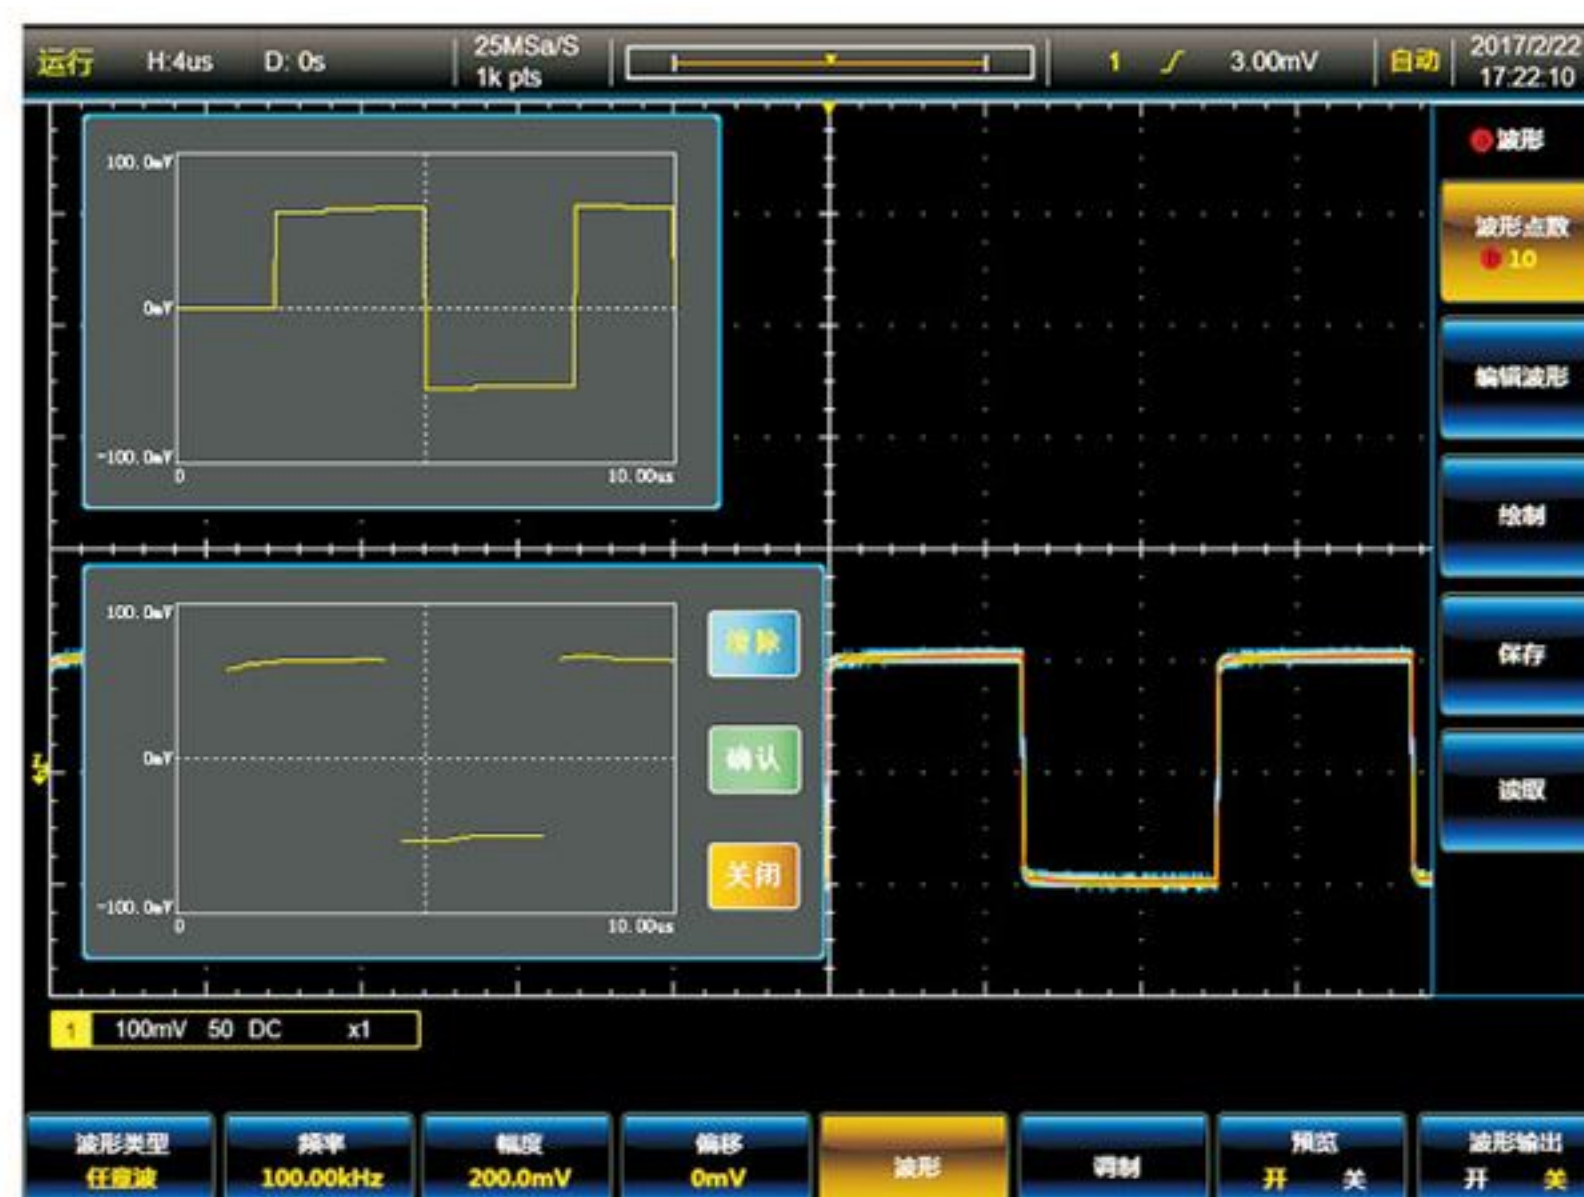 运行 H:4us D: 0s 25MSa/S 1 3.00mV 自动 2017/2/22
1k pts 17:22:10
波形
波形点数
10
编辑波形
绘制
保存
读取
100.0mV
0mV
-100.0mV
0 10.00us
100.0mV
0mV
-100.0mV
0 10.00us
清除
确认
关闭
1 100mV 50 DC x1
波形类型 频率 幅度 偏移 波形 调制 预览 波形输出
任意波 100.00kHz 200.0mV 0mV 开 关 开 关